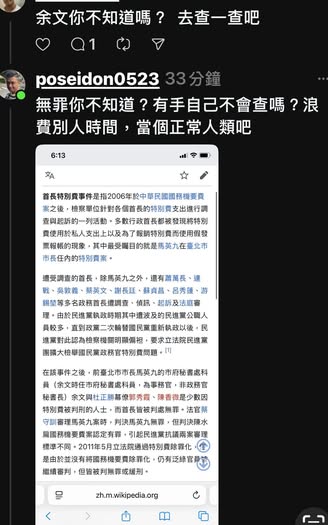 余文你不知道嗎？ 去查一查吧
1
poseidon0523 33分鐘
無罪你不知道？有手自己不會查嗎？浪
費別人時間，當個正常人類吧
6:13
首長特別費事件是指2006年於中華民國國務機要費
案之後，檢察單位針對各個首長的特別費支出進行調
查與起訴的一列活動。多數行政首長都被發現將特別
費使用於私人支出上以及為了報銷特別費而使用假發
票報帳的現象，其中最受矚目的就是馬英九在臺北市
市長任內的特別費案。
遭受調查的首長，除馬英九之外，還有蕭萬長、連
戰、吳敦義、蔡英文、謝長廷、蘇貞昌、呂秀蓮、游
錫堃等多名政務首長遭調查、偵訊、起訴及法庭審
理。由於民進黨執政時期其中遭波及的民進黨公職人
員較多，直到政黨二次輪替國民黨重新執政以後，民
進黨對此認為檢察機關明顯偏袒，要求立法院民進黨
團擴大檢舉國民黨政務官特別費問題。[1]
在該事件之後，前臺北市市長馬英九的市府秘書處科
員（余文時任市府秘書處科員，為事務官，非政務官
秘書長）余文與杜正勝幕僚郭秀霞、陳香微是少數因
特別費被判刑的人士，而首長皆被判處無罪。法官蔡
守訓審理馬英九案時，判決馬英九無罪，但判決陳水
扁國務機要費案認定有罪，引起民進黨抗議兩案審理
標準不同。2011年5月立法院通過特別費除罪化，
是由於並沒有將國務機要費除罪化，仍有泛綠官員
繼續審判，但皆被判無罪或緩刑。
zh.m.wikipedia.org